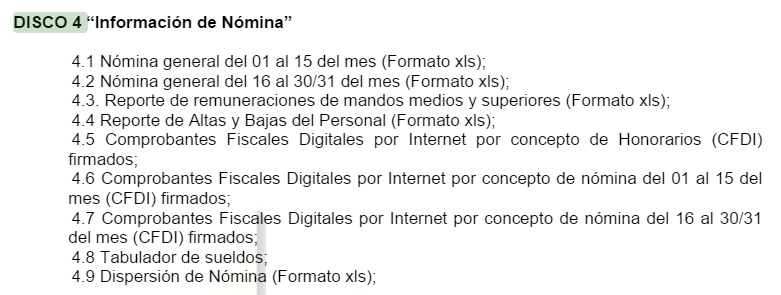 DISCO 4 “Información de Nómina”
4.1 Nómina general del 01 al 15 del mes (Formato xls);
4.2 Nómina general del 16 al 30/31 del mes (Formato xls);
4.3. Reporte de remuneraciones de mandos medios y superiores (Formato xls);
4.4 Reporte de Altas y Bajas del Personal (Formato xls);
4.5 Comprobantes Fiscales Digitales por Internet por concepto de Honorarios (CFDI)
firmados;
4.6 Comprobantes Fiscales Digitales por Internet por concepto de nómina del 01 al 15 del
mes (CFDI) firmados;
4.7 Comprobantes Fiscales Digitales por Internet por concepto de nómina del 16 al 30/31
del mes (CFDI) firmados;
4.8 Tabulador de sueldos;
4.9 Dispersión de Nómina (Formato xls);